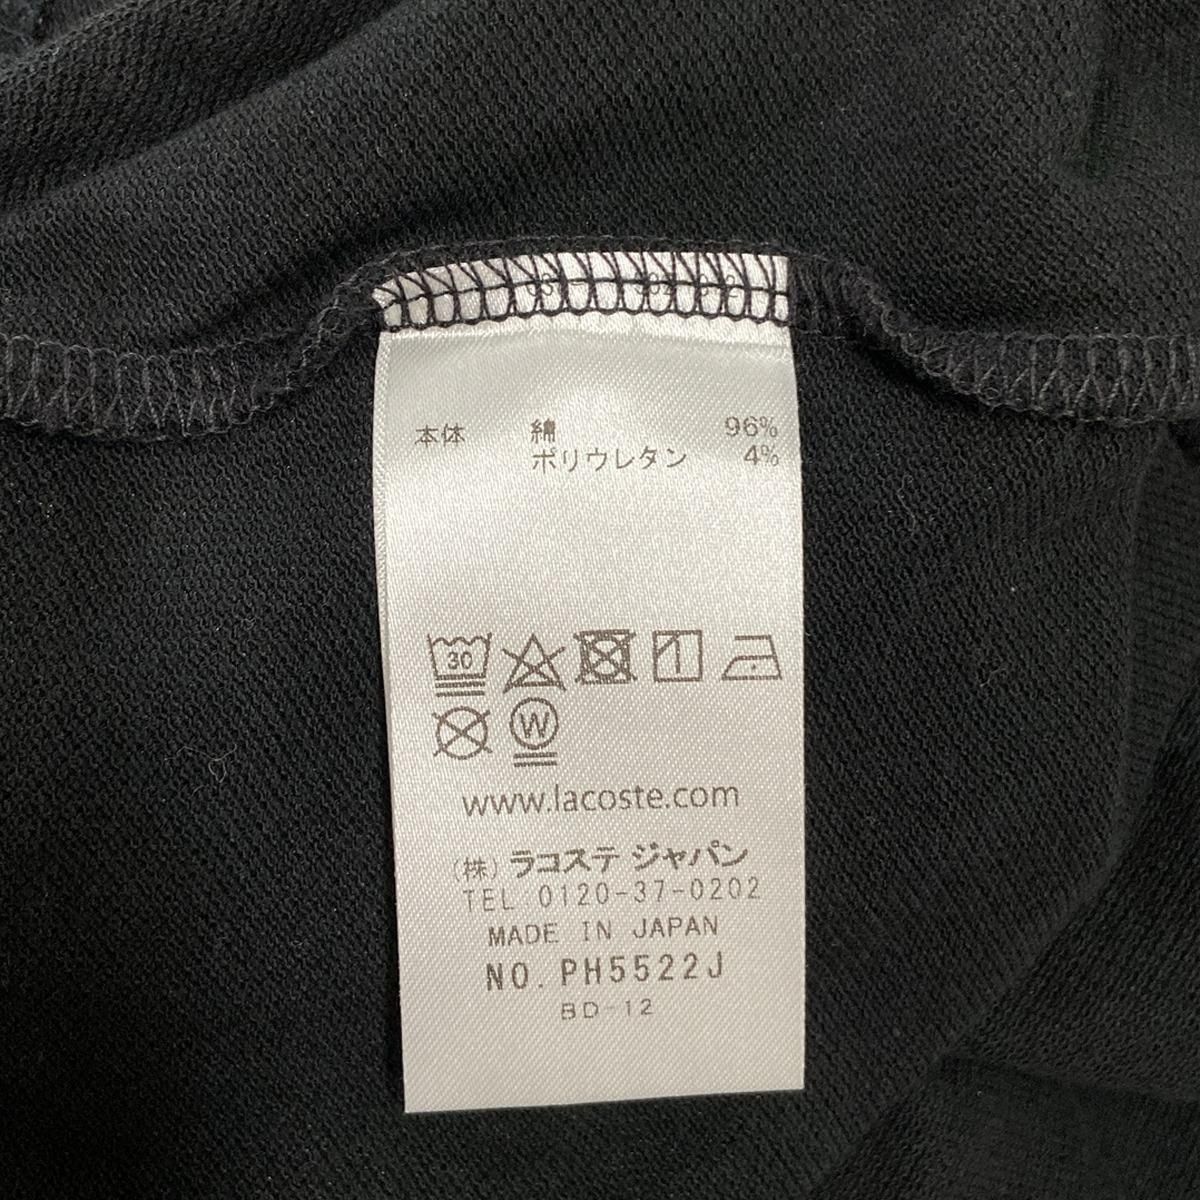 本体 綿 96%
ポリウレタン 4%
30
W
www.lacoste.com
(株) ラコステ ジャパン
TEL:0120-37-0202
MADE IN JAPAN
NO. PH5522J
BD-12